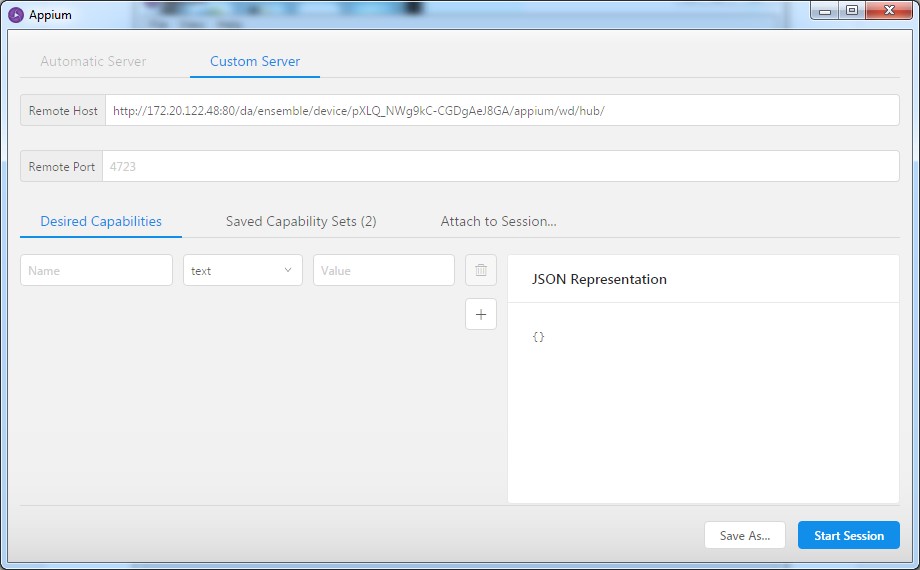 Appium
Automatic Server
Custom Server
Remote Host
http://172.20.122.48:80/da/ensemble/device/pXLQ_NWg9kC-CGDgAeJ8GA/appium/wd/hub/
Remote Port
4723
Desired Capabilities
Saved Capability Sets (2)
Attach to Session...
Name
text
Value
JSON Representation
{}
Save As...
Start Session